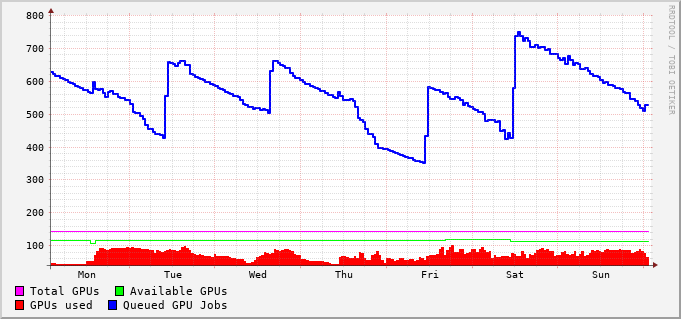 800
700
600
500
400
300
200
100
Mon Tue Wed Thu Fri Sat Sun
Total GPUs Available GPUs
GPUs used Queued GPU Jobs
RRDTOOL / TOBI OETIKER